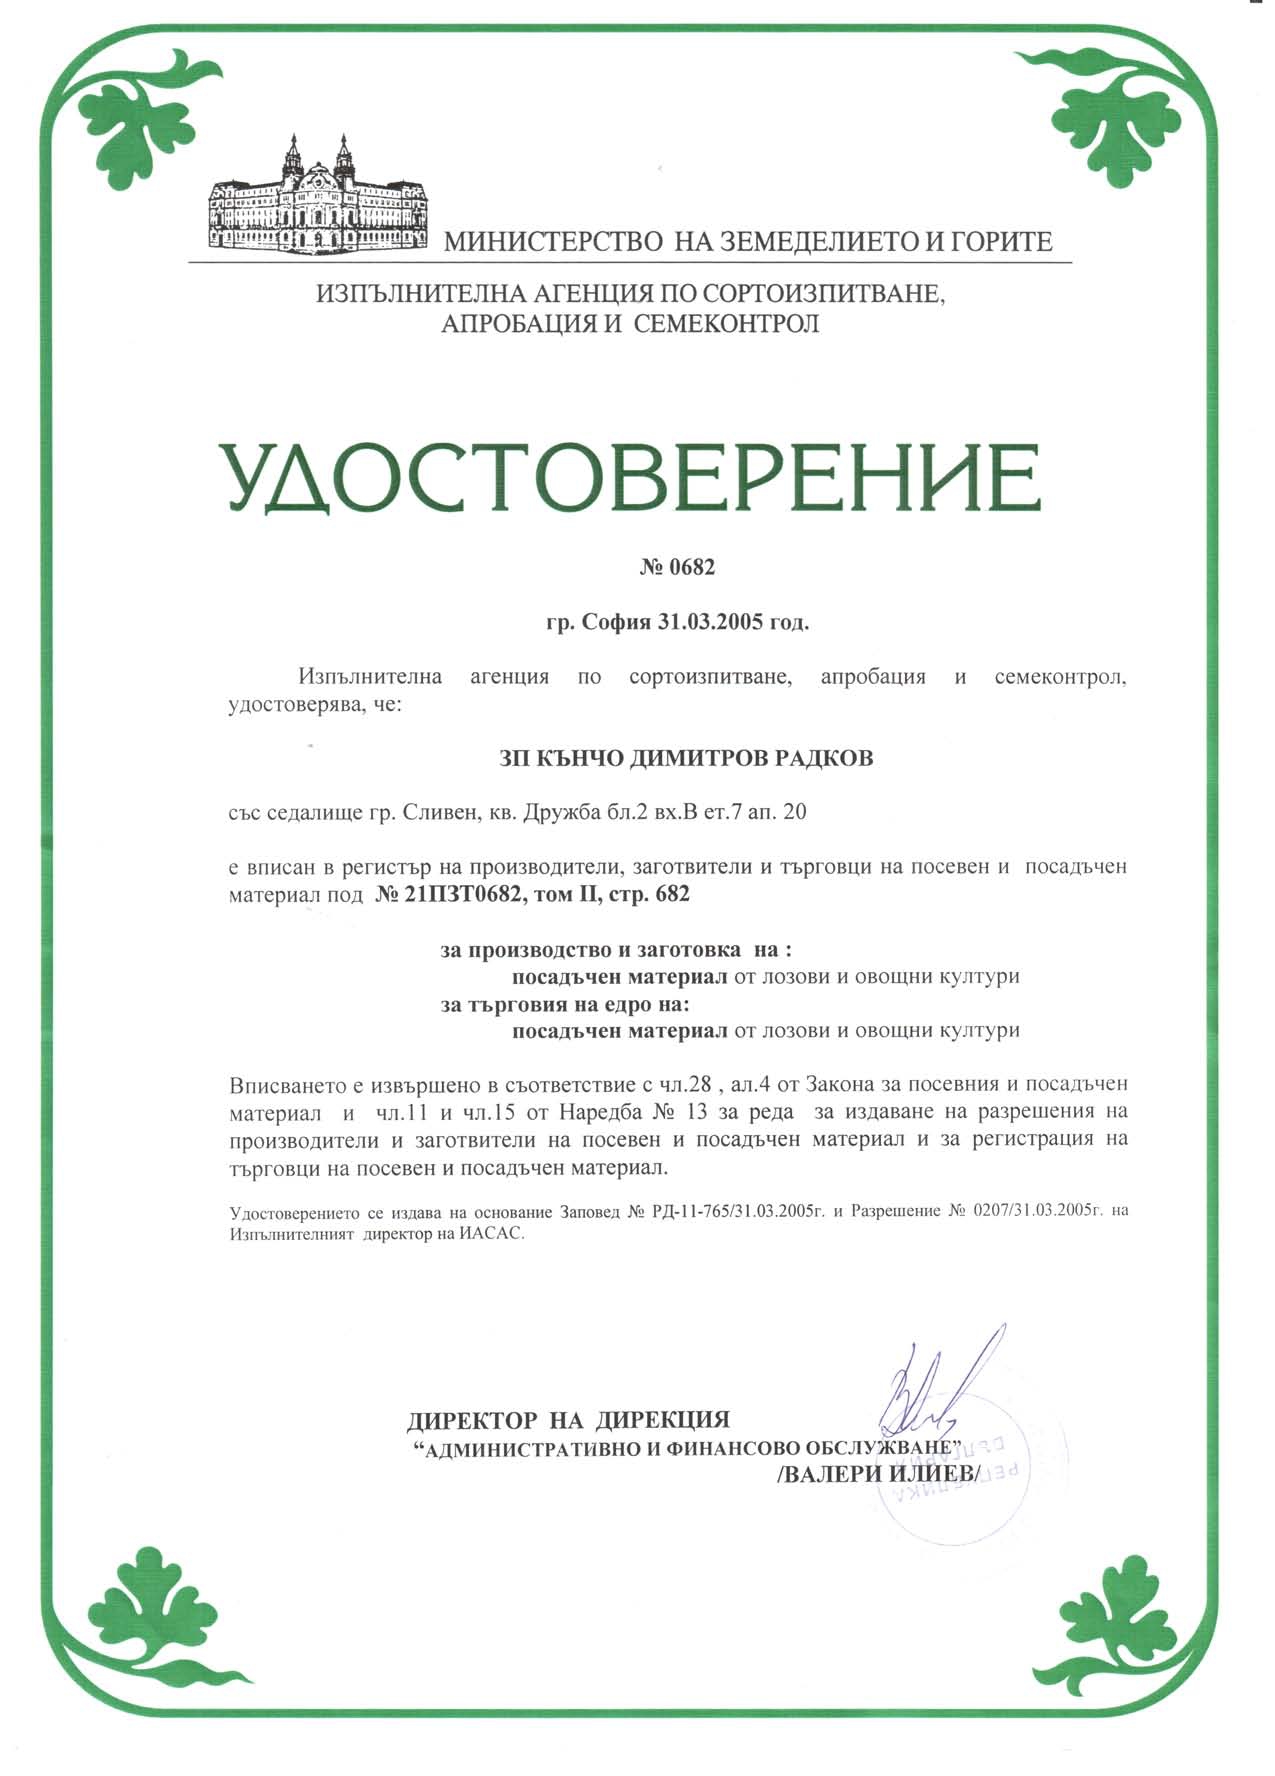 МИНИСТЕРСТВО НА ЗЕМЕДЕЛИЕТО И ГОРИТЕ
ИЗПЪЛНИТЕЛНА АГЕНЦИЯ ПО СОРТОИЗПИТВАНЕ,
АПРОБАЦИЯ И СЕМЕКОНТРОЛ
УДОСТОВЕРЕНИЕ
№ 0682
гр. София 31.03.2005 год.
Изпълнителна агенция по сортоизпитване, апробация и семеконтрол,
удостоверява, че:
ЗП КЪНЧО ДИМИТРОВ РАДКОВ
със седалище гр. Сливен, кв. Дружба бл.2 вх.В ет.7 ап. 20
е вписан в регистър на производители, заготвители и търговци на посевен и посадъчен
материал под № 21ПЗТ0682, том II, стр. 682
за производство и заготовка на :
посадъчен материал от лозови и овощни култури
за търговия на едро на:
посадъчен материал от лозови и овощни култури
Вписването е извършено в съответствие с чл.28 , ал.4 от Закона за посевния и посадъчен
материал и чл.11 и чл.15 от Наредба № 13 за реда за издаване на разрешения на
производители и заготвители на посевен и посадъчен материал и за регистрация на
търговци на посевен и посадъчен материал.
Удостоверението се издава на основание Заповед № РД-11-765/31.03.2005г. и Разрешение № 0207/31.03.2005г. на
Изпълнителният директор на ИАСАС.
ДИРЕКТОР НА ДИРЕКЦИЯ
“АДМИНИСТРАТИВНО И ФИНАНСОВО ОБСЛУЖВАНЕ”
/ВАЛЕРИ ИЛИЕВ/
РЕПУБЛИКА
БЪЛГАРИЯ